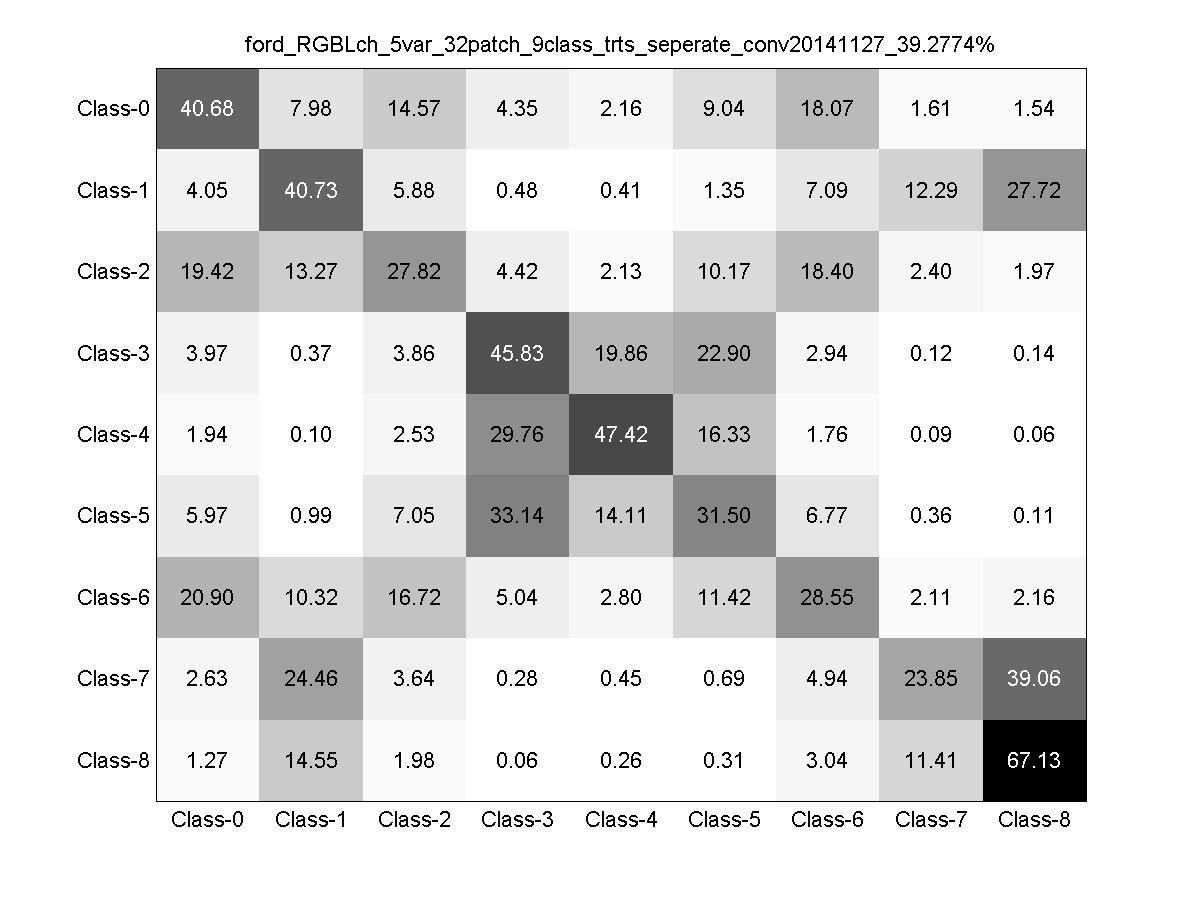 ford_RGBLch_5var_32patch_9class_trts_seperate_conv20141127_39.2774%
Class-0 40.68 7.98 14.57 4.35 2.16 9.04 18.07 1.61 1.54
Class-1 4.05 40.73 5.88 0.48 0.41 1.35 7.09 12.29 27.72
Class-2 19.42 13.27 27.82 4.42 2.13 10.17 18.40 2.40 1.97
Class-3 3.97 0.37 3.86 45.83 19.86 22.90 2.94 0.12 0.14
Class-4 1.94 0.10 2.53 29.76 47.42 16.33 1.76 0.09 0.06
Class-5 5.97 0.99 7.05 33.14 14.11 31.50 6.77 0.36 0.11
Class-6 20.90 10.32 16.72 5.04 2.80 11.42 28.55 2.11 2.16
Class-7 2.63 24.46 3.64 0.28 0.45 0.69 4.94 23.85 39.06
Class-8 1.27 14.55 1.98 0.06 0.26 0.31 3.04 11.41 67.13
Class-0 Class-1 Class-2 Class-3 Class-4 Class-5 Class-6 Class-7 Class-8